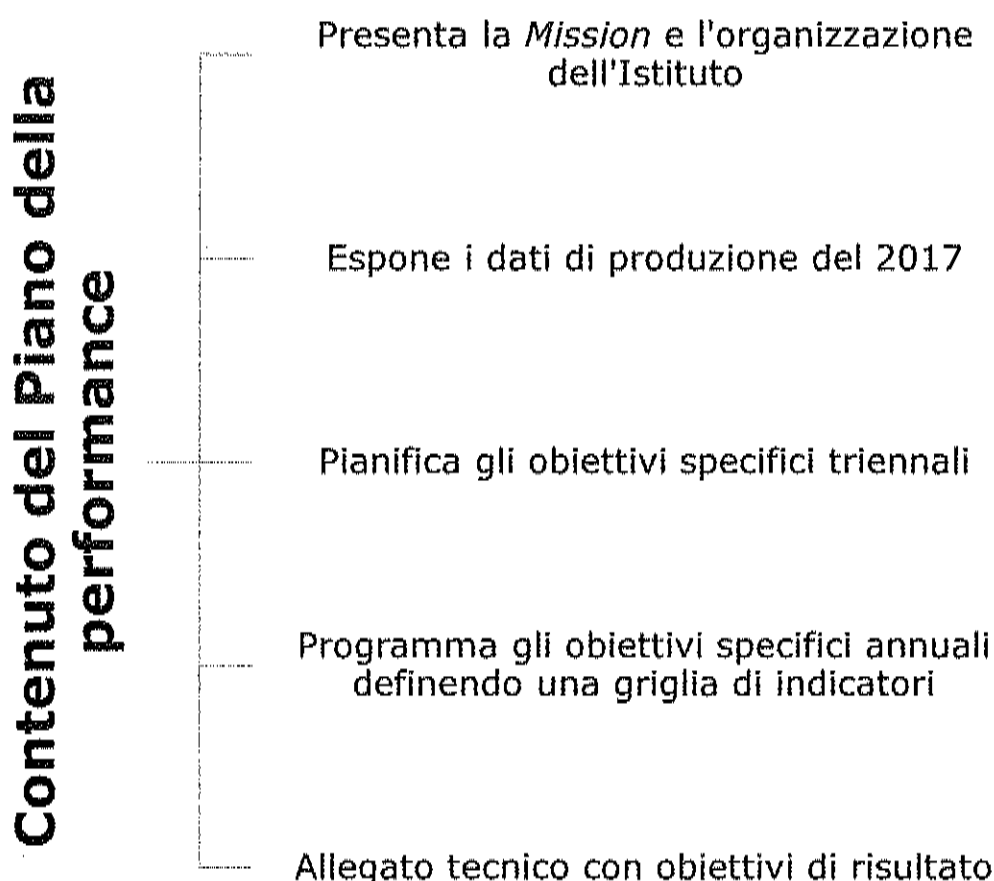 Contenuto del Piano della
performance
Presenta la Mission e l'organizzazione
dell'Istituto
Espone i dati di produzione del 2017
Pianifica gli obiettivi specifici triennali
Programma gli obiettivi specifici annuali
definendo una griglia di indicatori
Allegato tecnico con obiettivi di risultato